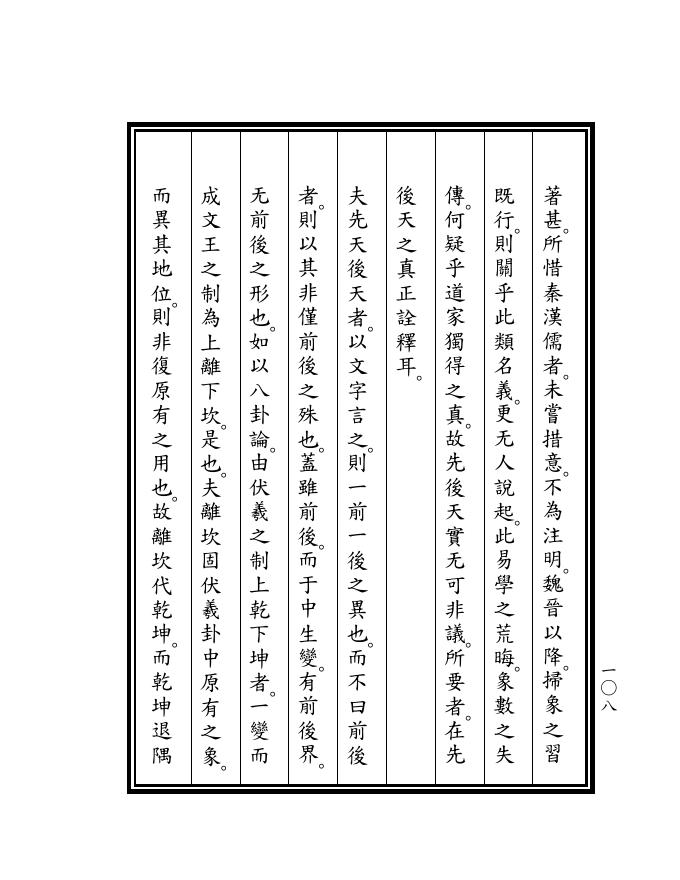 著甚。所惜秦漢儒者。未嘗措意。不為注明。魏晉以降。掃象之習
既行。則關乎此類名義。更无人說起。此易學之荒晦。象數之失
傳。何疑乎道家獨得之真。故先後天實无可非議。所要者。在先
後天之真正詮釋耳。
夫先天後天者。以文字言之。則一前一後之異也。而不曰前後
者。則以其非僅前後之殊也。蓋雖前後。而于中生變。有前後界。
无前後之形也。如以八卦論。由伏羲之制上乾下坤者。一變而
成文王之制為上離下坎。是也。夫離坎固伏羲卦中原有之象。
而異其地位。則非復原有之用也。故離坎代乾坤。而乾坤退隅
一〇八